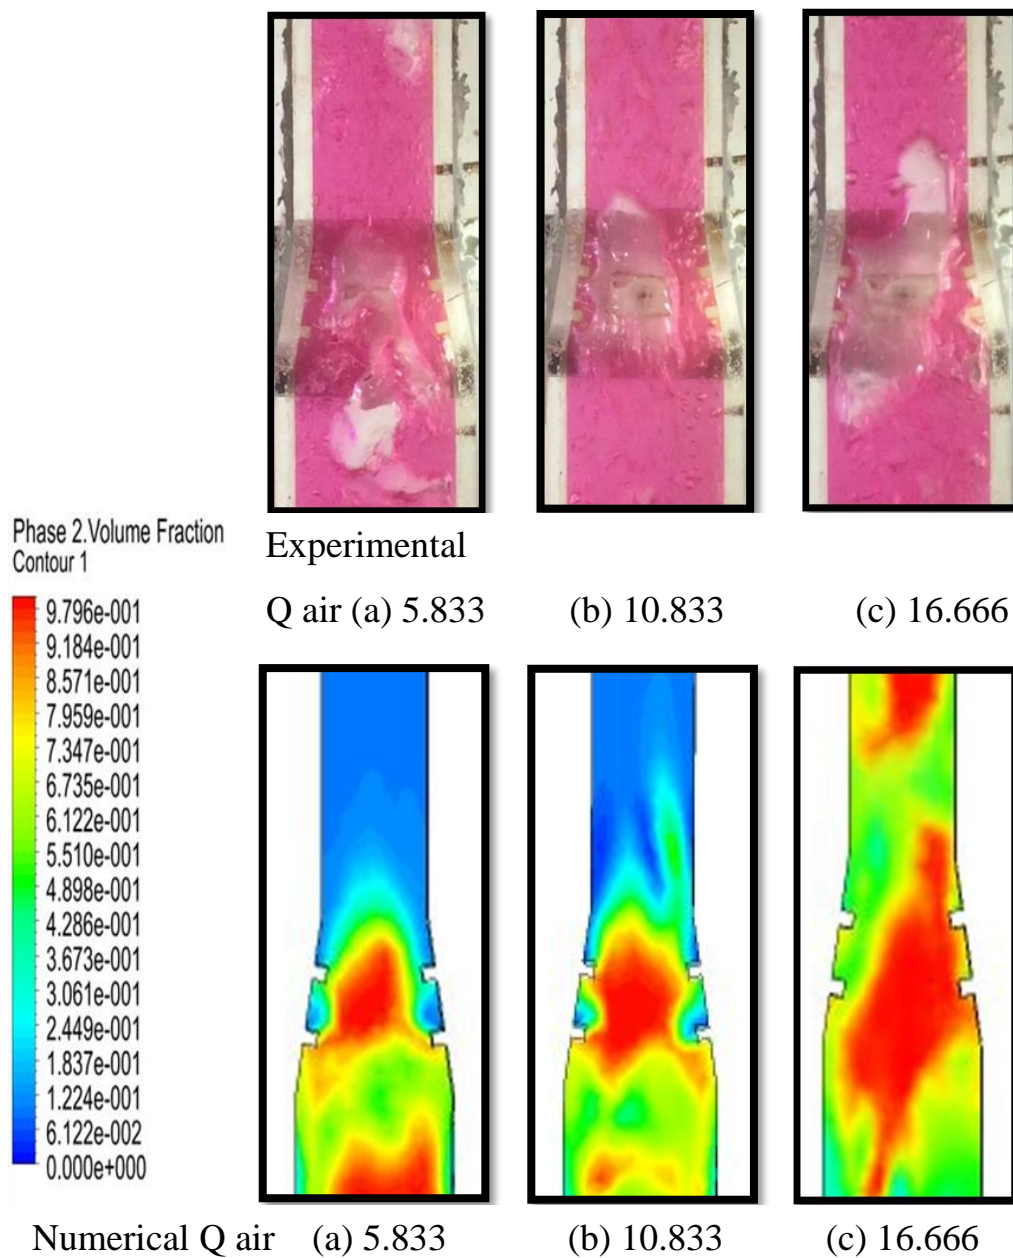 Phase 2.Volume Fraction
Contour 1
Experimental
Q air (a) 5.833 (b) 10.833 (c) 16.666
9.796e-001
9.184e-001
8.571e-001
7.959e-001
7.347e-001
6.735e-001
6.122e-001
5.510e-001
4.898e-001
4.286e-001
3.673e-001
3.061e-001
2.449e-001
1.837e-001
1.224e-001
6.122e-002
0.000e+000
Numerical Q air (a) 5.833 (b) 10.833 (c) 16.666